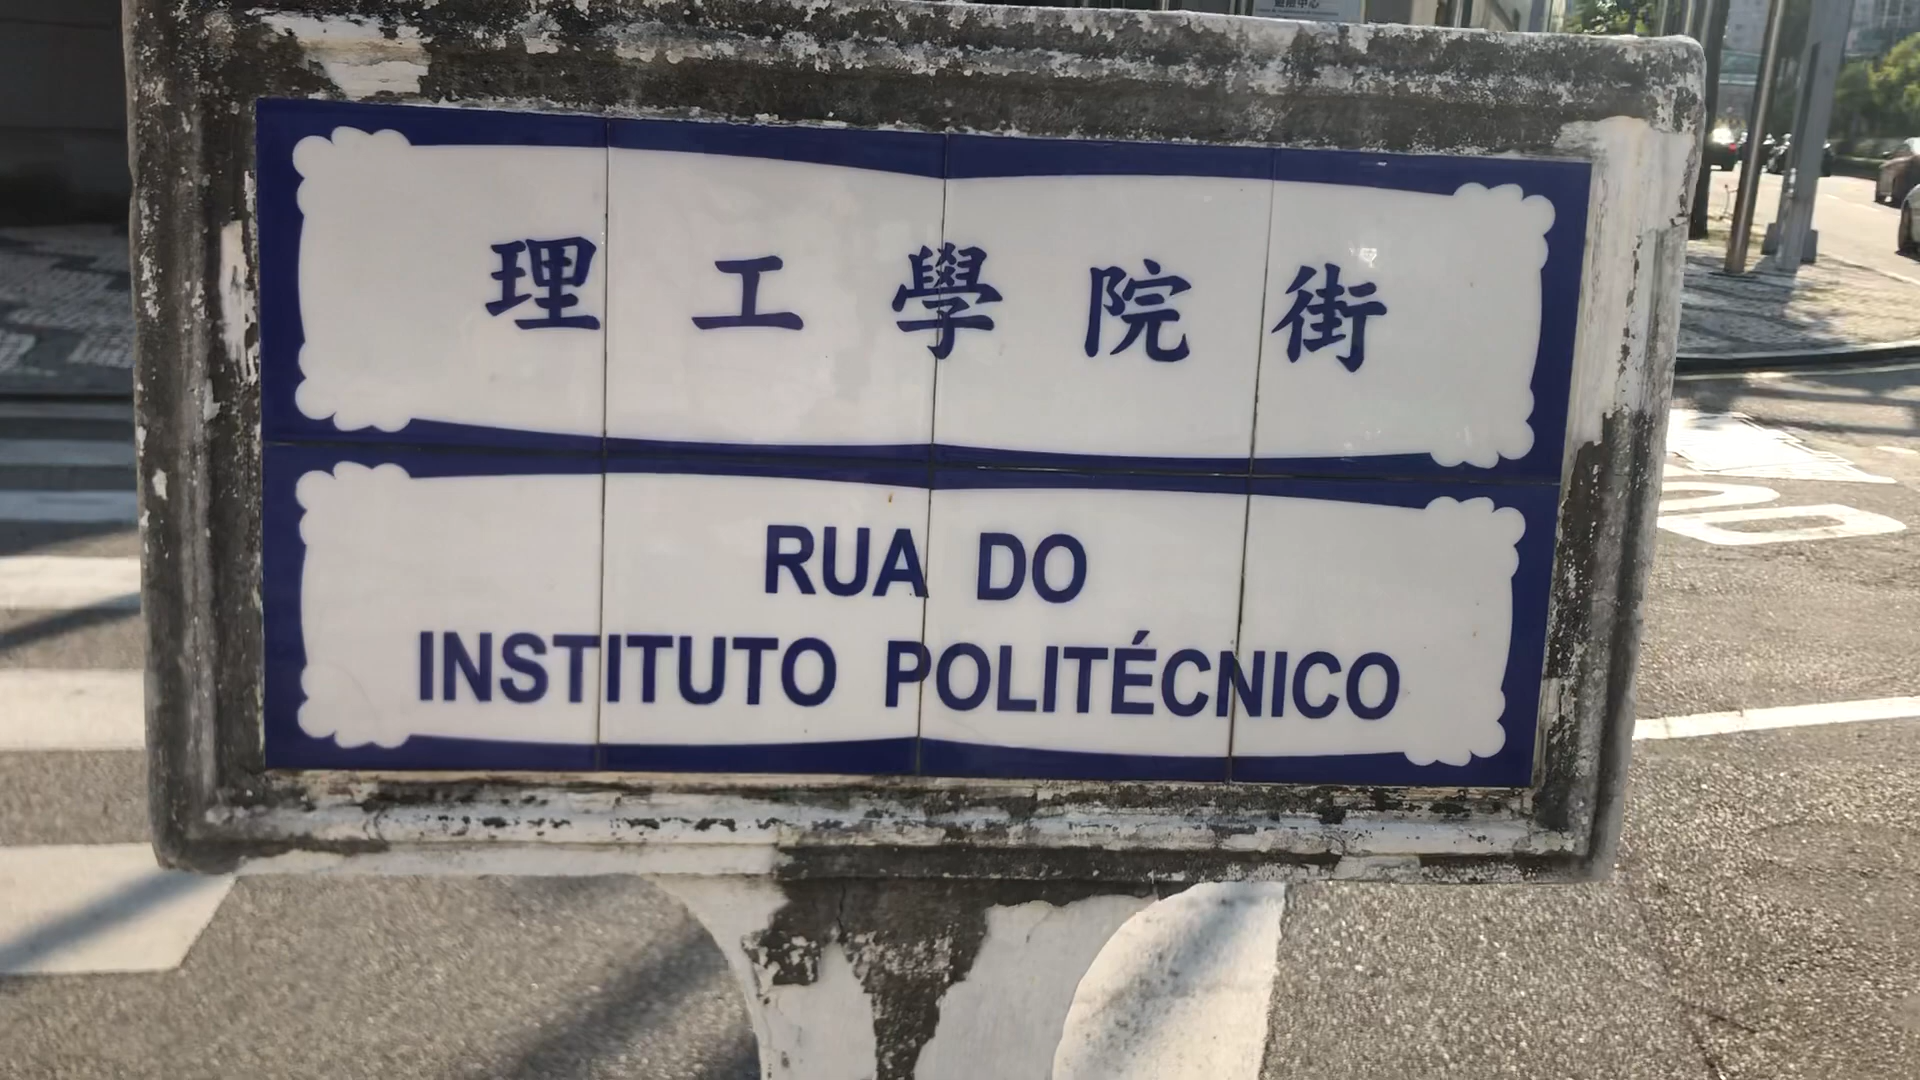 理工學院街
RUA DO
INSTITUTO POLITÉCNICO